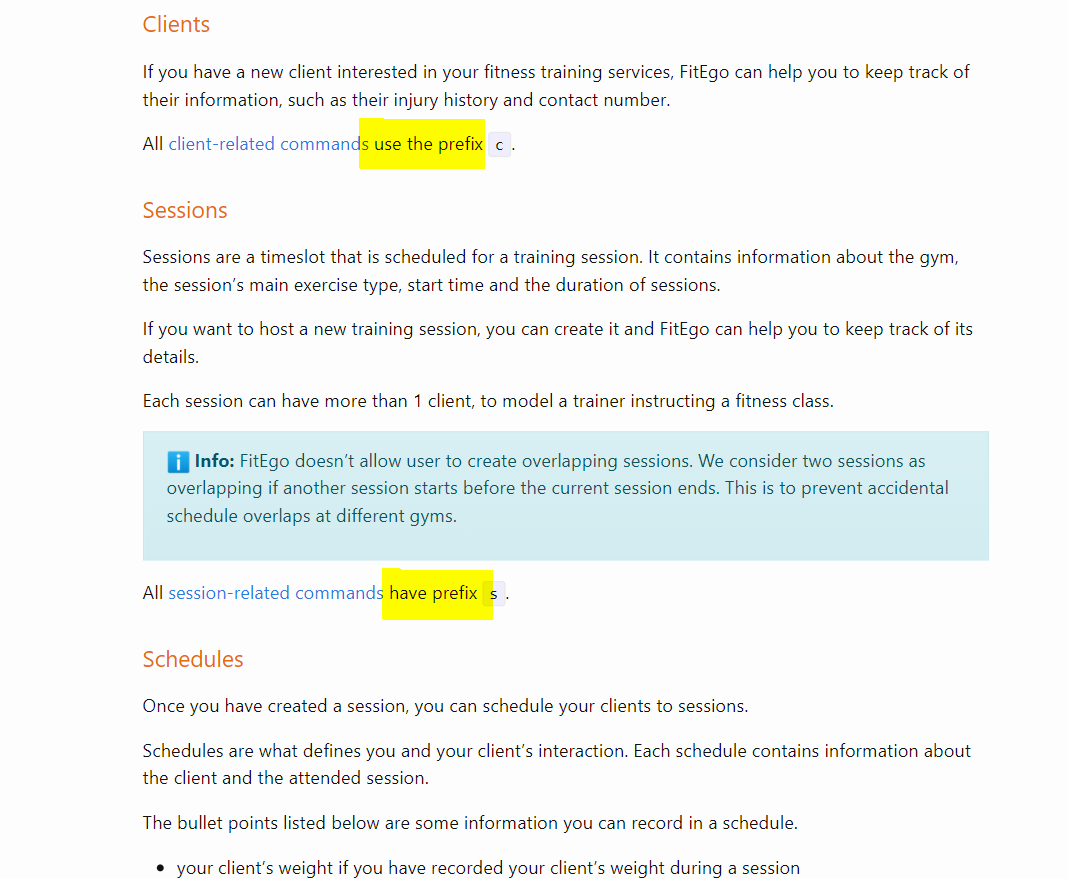 Clients
If you have a new client interested in your fitness training services, FitEgo can help you to keep track of
their information, such as their injury history and contact number.
All client-related commands use the prefix c .
Sessions
Sessions are a timeslot that is scheduled for a training session. It contains information about the gym,
the session’s main exercise type, start time and the duration of sessions.
If you want to host a new training session, you can create it and FitEgo can help you to keep track of its
details.
Each session can have more than 1 client, to model a trainer instructing a fitness class.
Info: FitEgo doesn’t allow user to create overlapping sessions. We consider two sessions as
overlapping if another session starts before the current session ends. This is to prevent accidental
schedule overlaps at different gyms.
All session-related commands have prefix s .
Schedules
Once you have created a session, you can schedule your clients to sessions.
Schedules are what defines you and your client’s interaction. Each schedule contains information about
the client and the attended session.
The bullet points listed below are some information you can record in a schedule.
• your client’s weight if you have recorded your client’s weight during a session